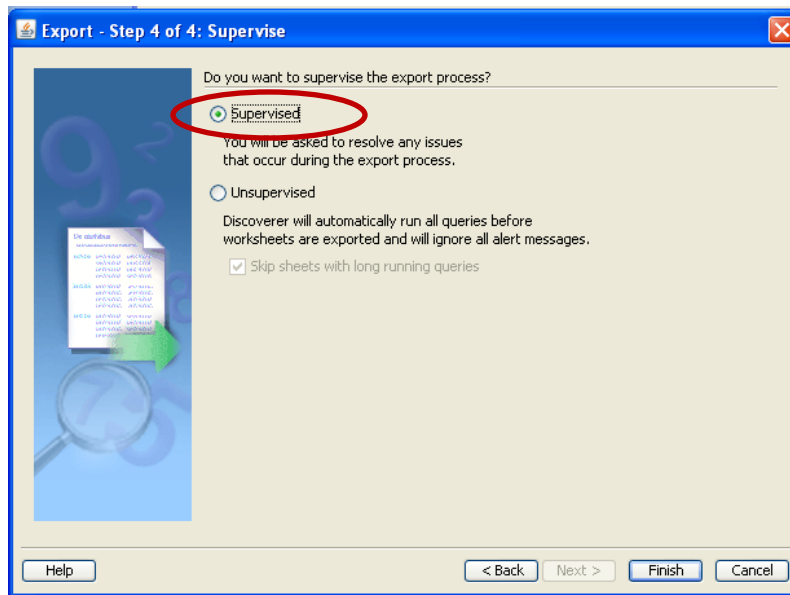 Export - Step 4 of 4: Supervise
Do you want to supervise the export process?
Supervised
You will be asked to resolve any issues
that occur during the export process.
Unsupervised
Discoverer will automatically run all queries before
worksheets are exported and will ignore all alert messages.
Skip sheets with long running queries
Help
< Back
Next >
Finish
Cancel